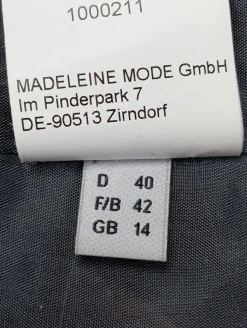 1000211
MADELEINE MODE GmbH
Im Pinderpark 7
DE-90513 Zirndorf
D 40
F/B 42
GB 14